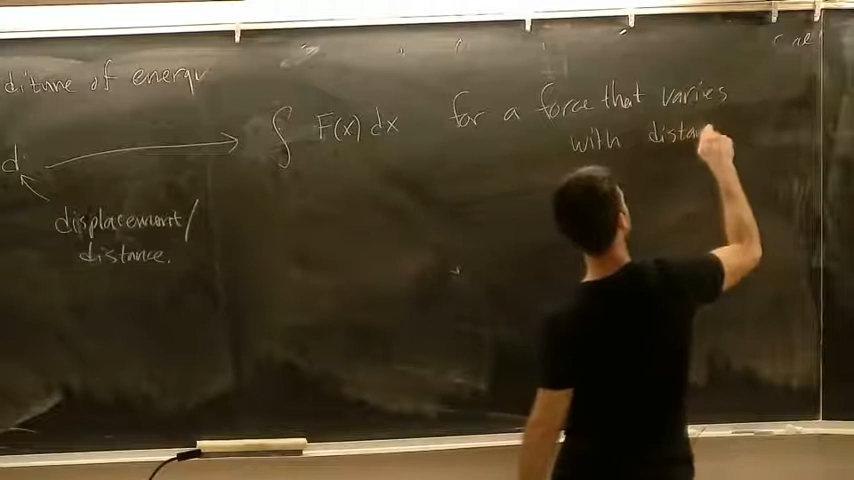 diture of energy
d. ∫ F(x) dx for a force that varies
with dista
displacement/
distance.